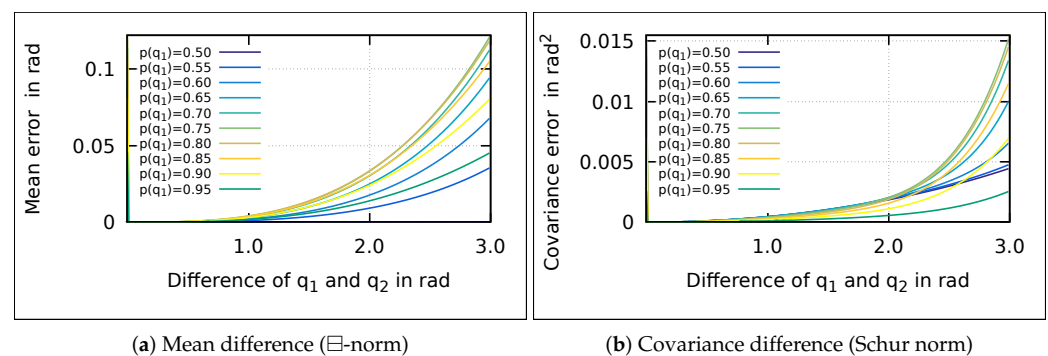 Mean error in rad
0.1
0.05
0
p(q₁)=0.50
p(q₁)=0.55
p(q₁)=0.60
p(q₁)=0.65
p(q₁)=0.70
p(q₁)=0.75
p(q₁)=0.80
p(q₁)=0.85
p(q₁)=0.90
p(q₁)=0.95
1.0 2.0 3.0
Difference of q₁ and q₂ in rad
(a) Mean difference (⊟-norm)
Covariance error in rad²
0.015
0.010
0.005
0
p(q₁)=0.50
p(q₁)=0.55
p(q₁)=0.60
p(q₁)=0.65
p(q₁)=0.70
p(q₁)=0.75
p(q₁)=0.80
p(q₁)=0.85
p(q₁)=0.90
p(q₁)=0.95
1.0 2.0 3.0
Difference of q₁ and q₂ in rad
(b) Covariance difference (Schur norm)